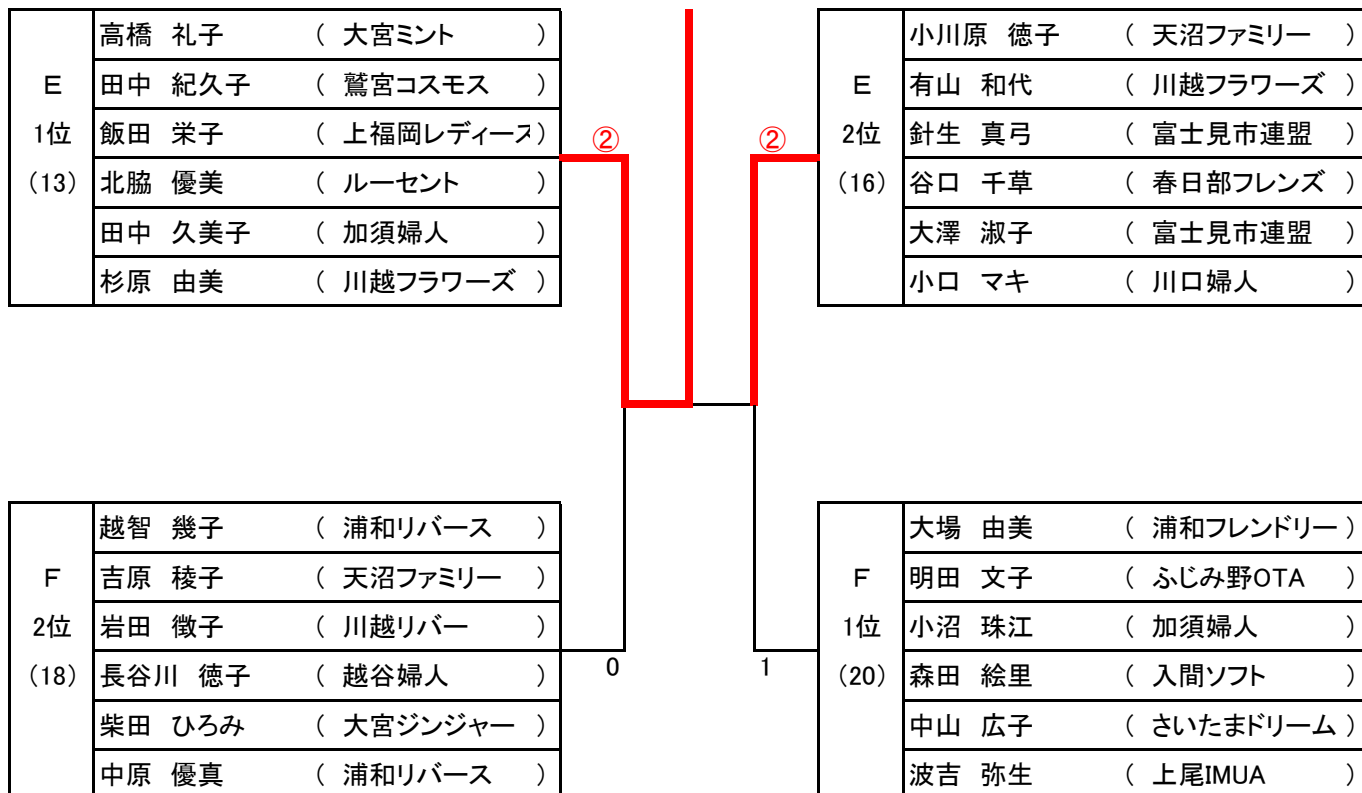 高橋 礼子 ( 大宮ミント )
E 田中 紀久子 ( 鷲宮コスモス )
1位 飯田 栄子 ( 上福岡レディース)
(13) 北脇 優美 ( ルーセント )
田中 久美子 ( 加須婦人 )
杉原 由美 ( 川越フラワーズ )
② ②
小川原 徳子 ( 天沼ファミリー )
E 有山 和代 ( 川越フラワーズ )
2位 針生 真弓 ( 富士見市連盟 )
(16) 谷口 千草 ( 春日部フレンズ )
大澤 淑子 ( 富士見市連盟 )
小口 マキ ( 川口婦人 )
越智 幾子 ( 浦和リバース )
F 吉原 稜子 ( 天沼ファミリー )
2位 岩田 徴子 ( 川越リバー )
(18) 長谷川 徳子 ( 越谷婦人 )
柴田 ひろみ ( 大宮ジンジャー )
中原 優真 ( 浦和リバース )
0 1
大場 由美 ( 浦和フレンドリー )
F 明田 文子 ( ふじみ野OTA )
1位 小沼 珠江 ( 加須婦人 )
(20) 森田 絵里 ( 入間ソフト )
中山 広子 ( さいたまドリーム )
波吉 弥生 ( 上尾IMUA )